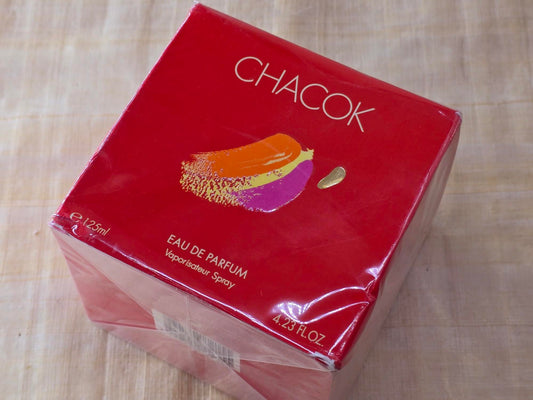 CHACOK
EAU DE PARFUM
Vaporisateur Spray
℮ 125ml
4.23 FL.OZ.